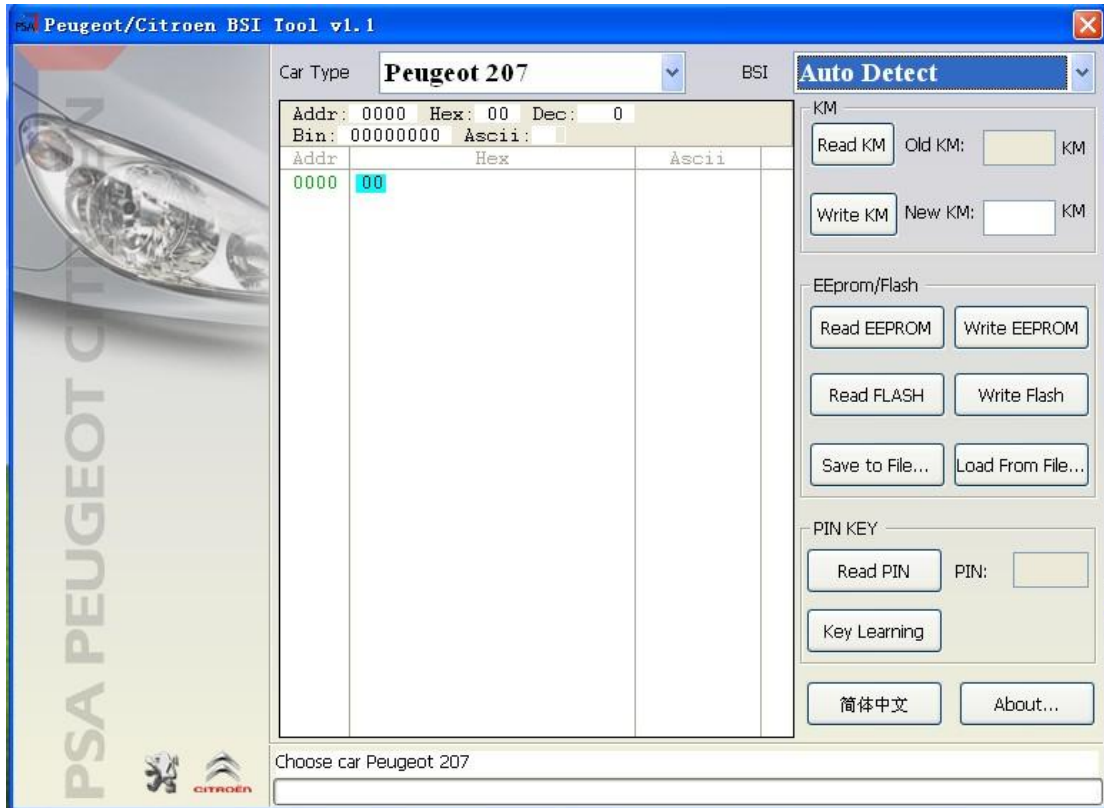 Peugeot/Citroen BSI Tool v1.1
Car Type Peugeot 207 BSI Auto Detect
Addr: 0000 Hex: 00 Dec: 0
Bin: 00000000 Ascii:
Addr Hex Ascii
0000 00
KM
Read KM Old KM: KM
Write KM New KM: KM
EEprom/Flash
Read EEPROM Write EEPROM
Read FLASH Write Flash
Save to File... Load From File...
PIN KEY
Read PIN PIN:
Key Learning
简体中文 About...
Choose car Peugeot 207
PSA PEUGEOT CITROEN
CITROËN
PSA